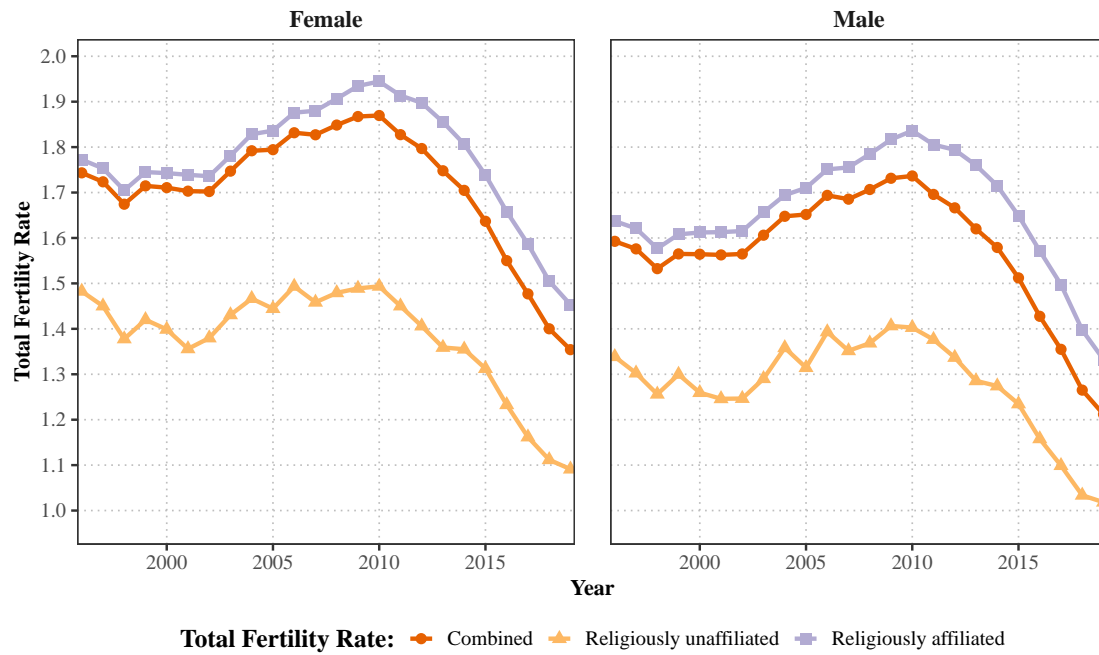 Female Male
Total Fertility Rate
2.0
1.9
1.8
1.7
1.6
1.5
1.4
1.3
1.2
1.1
1.0
2000 2005 2010 2015 2000 2005 2010 2015
Year
Total Fertility Rate: Combined Religiously unaffiliated Religiously affiliated